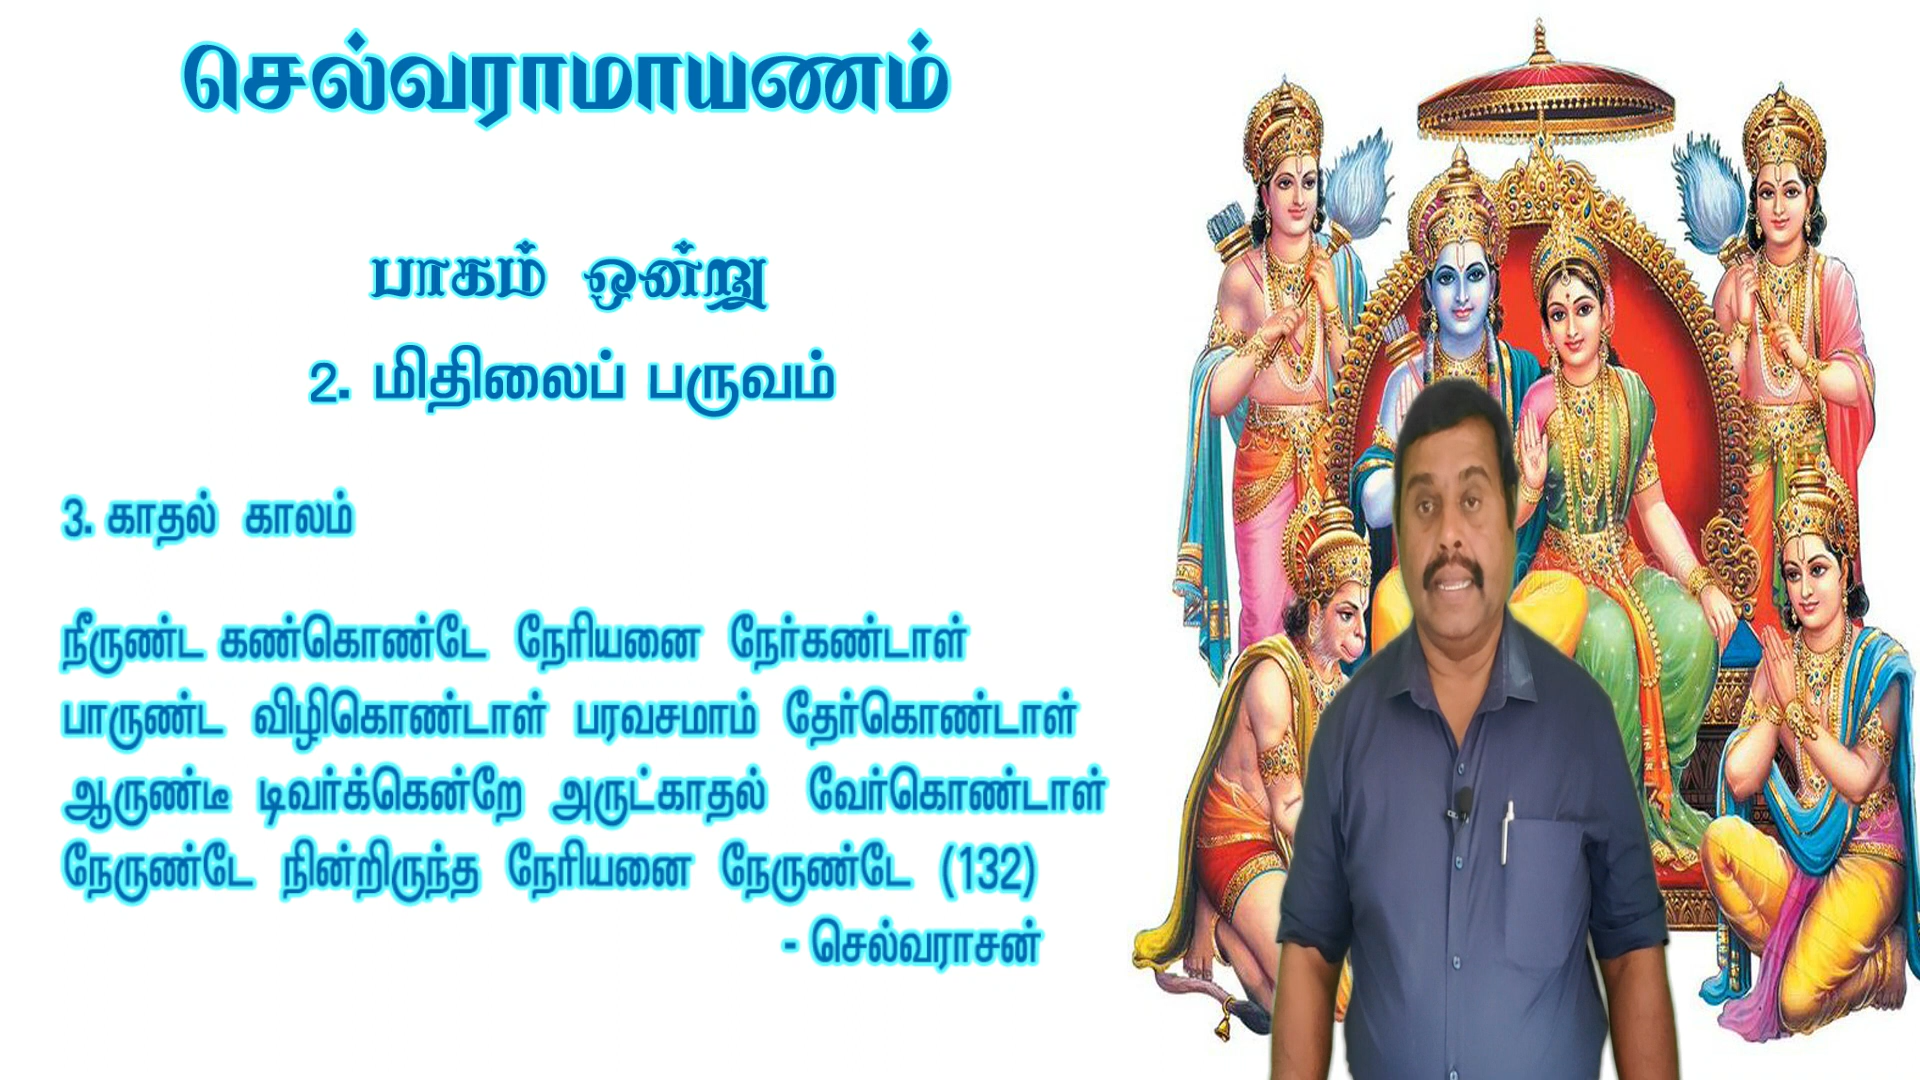 செல்வராமாயணம்
பாகம் ஒன்று
2. மிதிலைப் பருவம்
3. காதல் காலம்
நீருண்ட கண்கொண்டே நேரியனை நேர்கண்டாள்
பாருண்ட விழிகொண்டாள் பரவசமாம் தேர்கொண்டாள்
ஆருண்டீ டிவர்க்கென்றே அருட்காதல் வேர்கொண்டாள்
நேருண்டே நின்றிருந்த நேரியனை நேருண்டே (132)
- செல்வராசன்